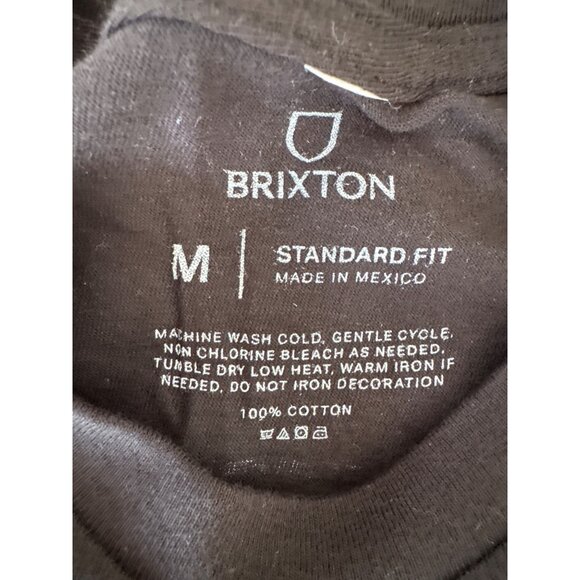 BRIXTON
M
STANDARD FIT
MADE IN MEXICO
MACHINE WASH COLD, GENTLE CYCLE,
NON CHLORINE BLEACH AS NEEDED,
TUMBLE DRY LOW HEAT, WARM IRON IF
NEEDED, DO NOT IRON DECORATION
100% COTTON